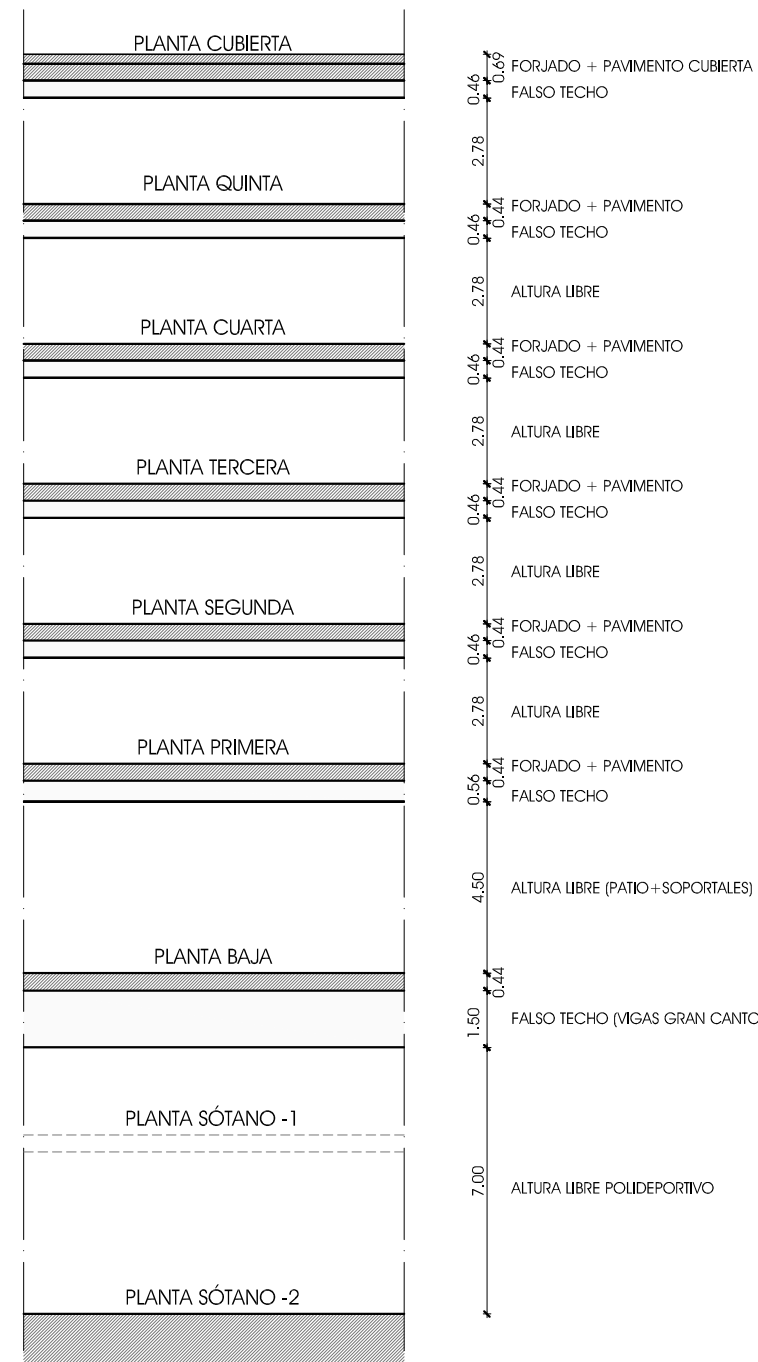 PLANTA CUBIERTA
0.69 FORJADO + PAVIMENTO CUBIERTA
0.46 FALSO TECHO
2.78
PLANTA QUINTA
0.44 FORJADO + PAVIMENTO
0.46 FALSO TECHO
2.78 ALTURA LIBRE
PLANTA CUARTA
0.44 FORJADO + PAVIMENTO
0.46 FALSO TECHO
2.78 ALTURA LIBRE
PLANTA TERCERA
0.44 FORJADO + PAVIMENTO
0.46 FALSO TECHO
2.78 ALTURA LIBRE
PLANTA SEGUNDA
0.44 FORJADO + PAVIMENTO
0.46 FALSO TECHO
2.78 ALTURA LIBRE
PLANTA PRIMERA
0.44 FORJADO + PAVIMENTO
0.56 FALSO TECHO
4.50 ALTURA LIBRE (PATIO+SOPORTALES)
PLANTA BAJA
0.44
1.50 FALSO TECHO (VIGAS GRAN CANTO
PLANTA SÓTANO -1
7.00 ALTURA LIBRE POLIDEPORTIVO
PLANTA SÓTANO -2